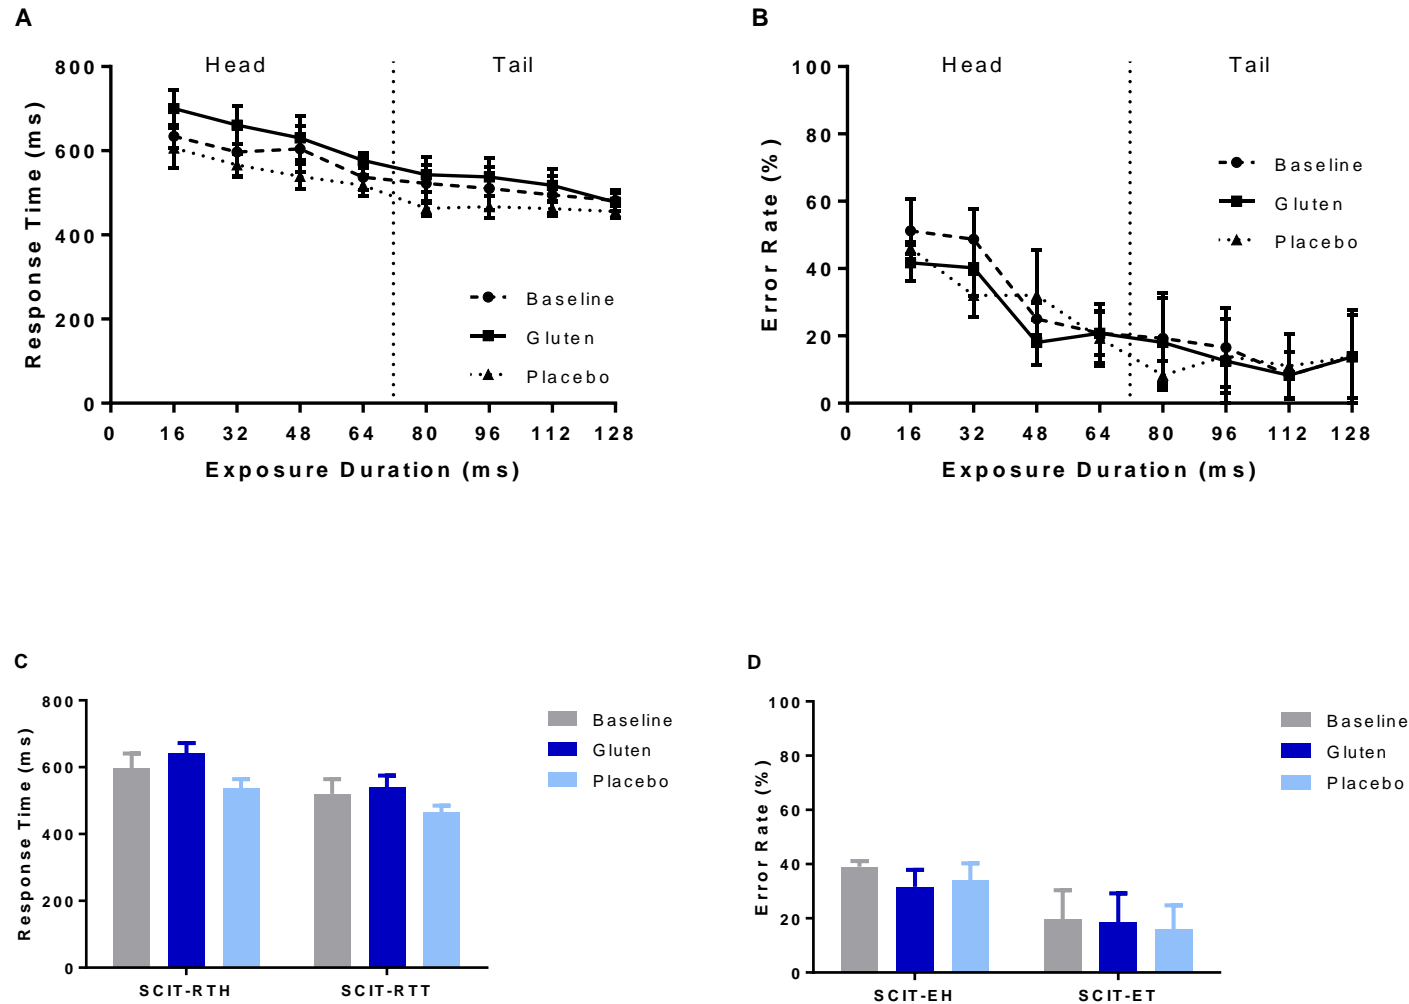 A
Head
Tail
Response Time (ms)
800
600
400
200
0
Baseline
Gluten
Placebo
0 16 32 48 64 80 96 112 128
Exposure Duration (ms)
B
Head
Tail
Error Rate (%)
100
80
60
40
20
0
Baseline
Gluten
Placebo
0 16 32 48 64 80 96 112 128
Exposure Duration (ms)
C
Response Time (ms)
800
600
400
200
0
Baseline
Gluten
Placebo
SCIT-RTH SCIT-RTT
D
Error Rate (%)
100
80
60
40
20
0
Baseline
Gluten
Placebo
SCIT-EH SCIT-ET